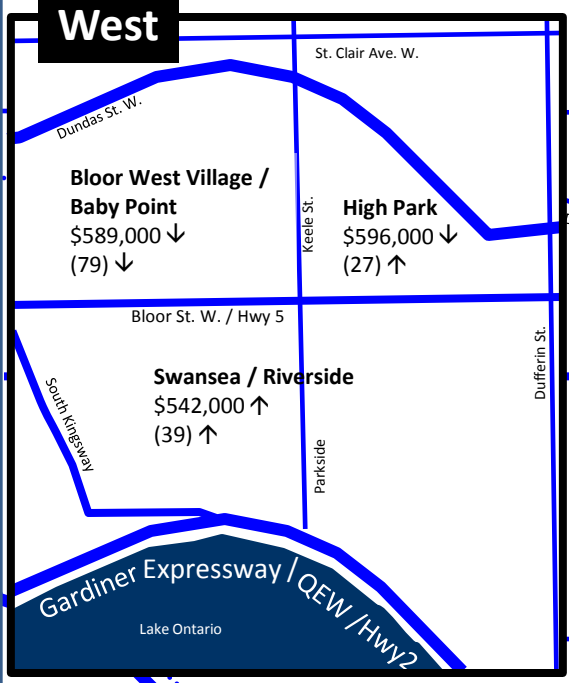 West
St. Clair Ave. W.
Dundas St. W.
Bloor West Village /
Baby Point
$589,000 ↓
(79) ↓
Keele St.
High Park
$596,000 ↓
(27) ↑
Bloor St. W. / Hwy 5
Dufferin St.
Swansea / Riverside
$542,000 ↑
(39) ↑
South Kingsway
Parkside
Gardiner Expressway / QEW /Hwy2
Lake Ontario